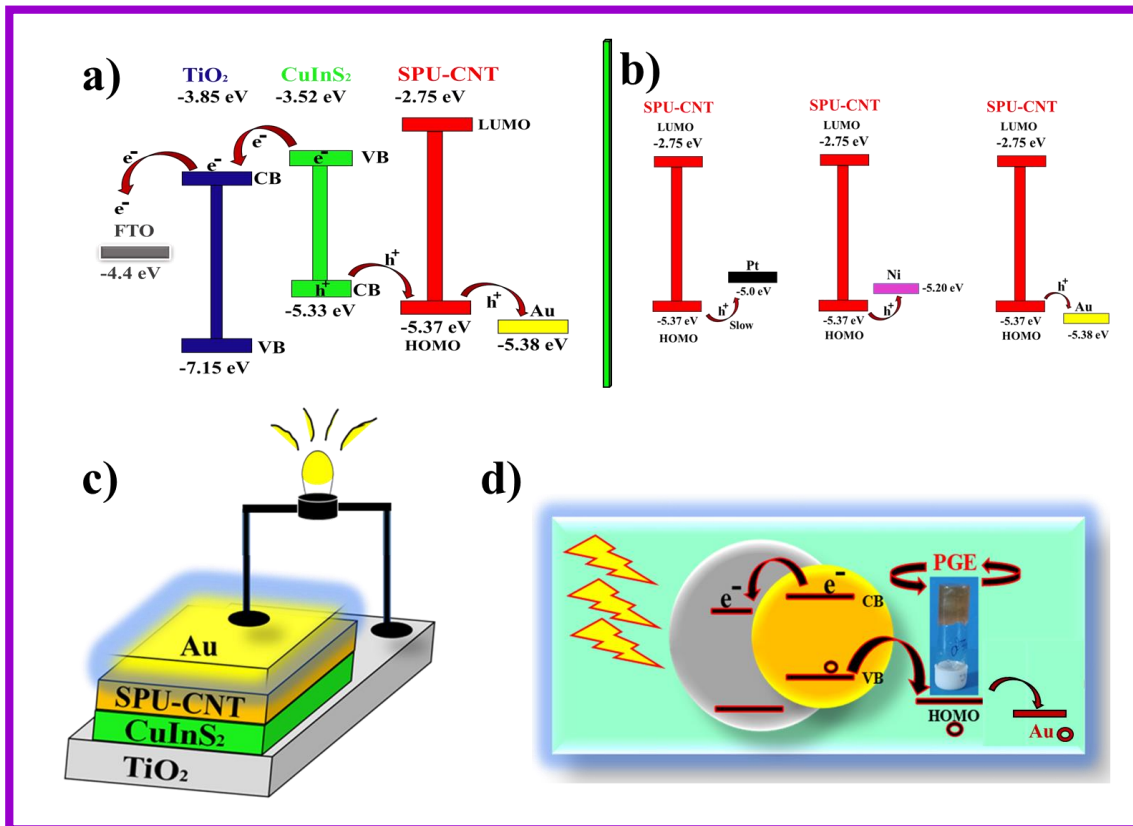 a)
TiO₂
-3.85 eV
CuInS₂
-3.52 eV
SPU-CNT
-2.75 eV
LUMO
e⁻
e⁻
e⁻
e⁻
VB
e⁻
CB
e⁻
FTO
-4.4 eV
h⁺
h⁺
CB
-5.33 eV
h⁺
Au
-5.37 eV
HOMO
-5.38 eV
VB
-7.15 eV
b)
SPU-CNT
LUMO
-2.75 eV
Pt
-5.0 eV
h⁺
Slow
-5.37 eV
HOMO
SPU-CNT
LUMO
-2.75 eV
Ni
-5.20 eV
h⁺
-5.37 eV
HOMO
SPU-CNT
LUMO
-2.75 eV
h⁺
Au
-5.37 eV
-5.38 eV
HOMO
c)
Au
SPU-CNT
CuInS₂
TiO₂
d)
e⁻
e⁻
CB
VB
PGE
HOMO
Au